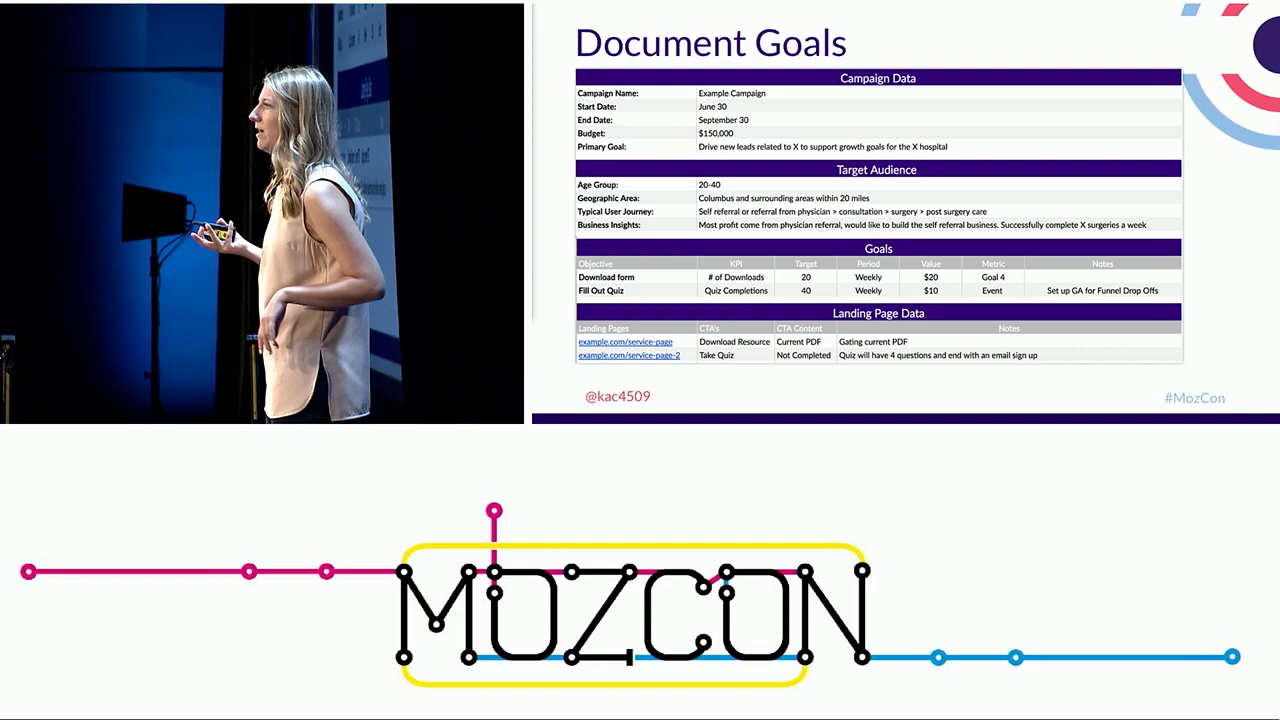 Document Goals
Campaign Data
Campaign Name: Example Campaign
Start Date: June 30
End Date: September 30
Budget: $150,000
Primary Goal: Drive new leads related to X to support growth goals for the X hospital
Target Audience
Age Group: 20-40
Geographic Area: Columbus and surrounding areas within 20 miles
Typical User Journey: Self referral or referral from physician > consultation > surgery > post surgery care
Business Insights: Most profit come from physician referral, would like to build the self referral business. Successfully complete X surgeries a week
Goals
Objective KPI Target Period Value Metric Notes
Download form # of Downloads 20 Weekly $20 Goal 4
Fill Out Quiz Quiz Completions 40 Weekly $10 Event Set up GA for Funnel Drop Offs
Landing Page Data
Landing Pages CTA's CTA Content Notes
example.com/service-page Download Resource Current PDF Gating current PDF
example.com/service-page-2 Take Quiz Not Completed Quiz will have 4 questions and end with an email sign up
@kac4509 #MozCon
MOZCON